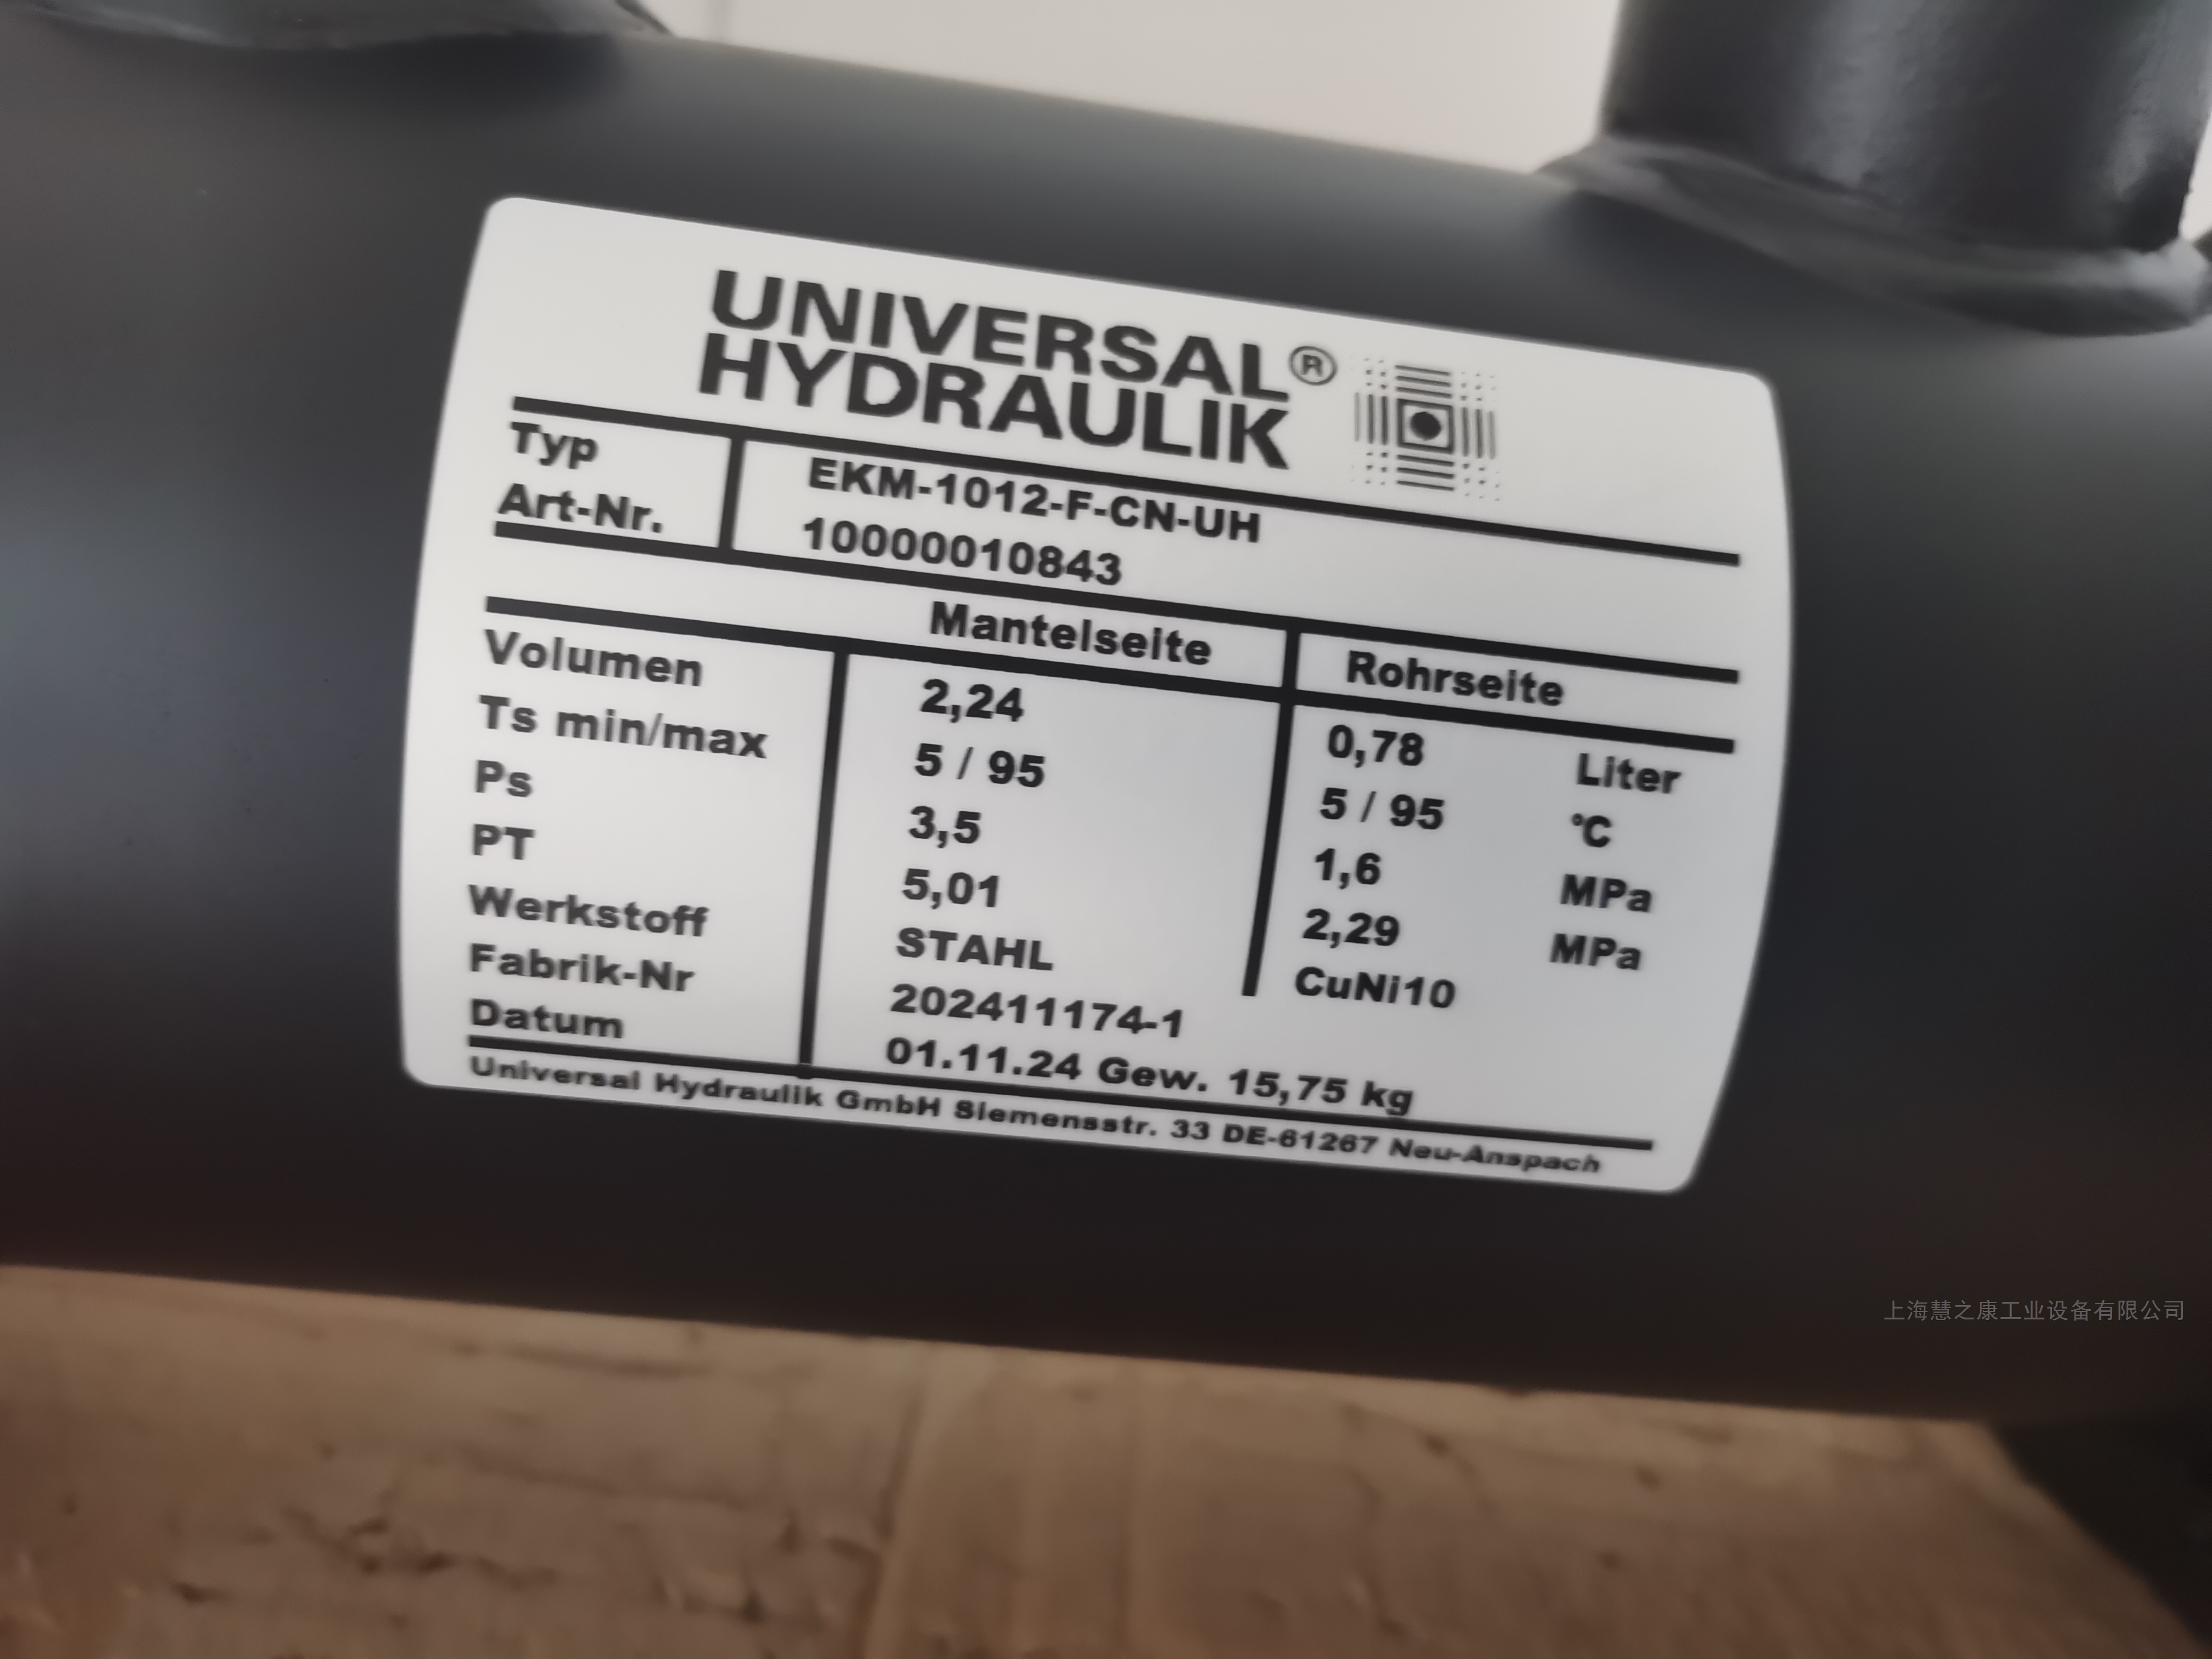 UNIVERSAL®
HYDRAULIK
Typ EKM-1012-F-CN-UH
Art-Nr. 10000010843
Mantelseite Rohrseite
Volumen 2,24 0,78 Liter
Ts min/max 5 / 95 5 / 95 °C
Ps 3,5 1,6 MPa
PT 5,01 2,29 MPa
Werkstoff STAHL CuNi10
Fabrik-Nr 202411174-1
Datum 01.11.24 Gew. 15,75 kg
Universal Hydraulik GmbH Siemensstr. 33 DE-61267 Neu-Anspach
上海慧之康工业设备有限公司